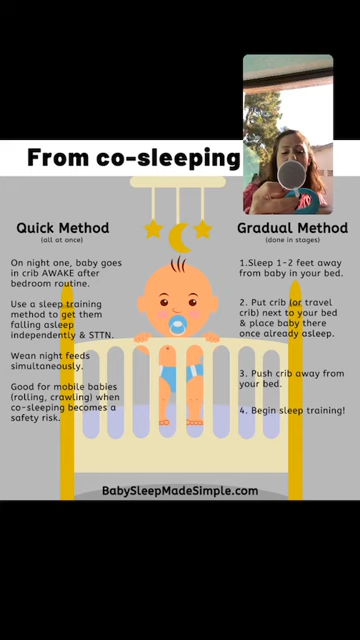 From co-sleeping
Quick Method
(all at once)
On night one, baby goes
in crib AWAKE after
bedroom routine.
Use a sleep training
method to get them
falling asleep
independently & STTN.
Wean night feeds
simultaneously.
Good for mobile babies
(rolling, crawling) when
co-sleeping becomes a
safety risk.
Gradual Method
(done in stages)
1.Sleep 1-2 feet away
from baby in your bed.
2. Put crib (or travel
crib) next to your bed
& place baby there
once already asleep.
3. Push crib away from
your bed.
4. Begin sleep training!
BabySleepMadeSimple.com